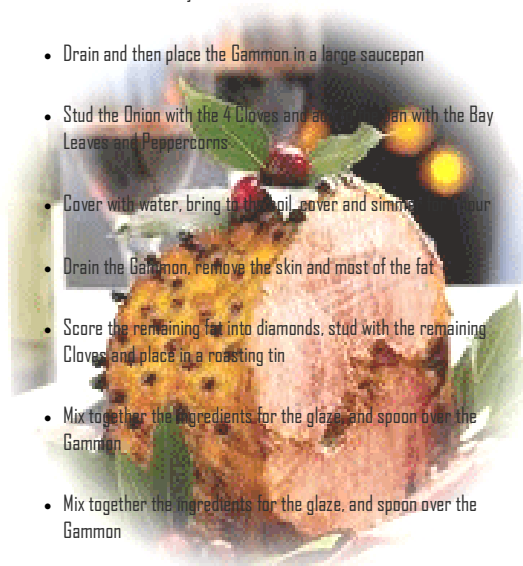 • Drain and then place the Gammon in a large saucepan
• Stud the Onion with the 4 Cloves and add pan with the Bay
Leaves and Peppercorns
• Cover with water, bring to the boil, cover and simmer hour
• Drain the Gammon, remove the skin and most of the fat
• Score the remaining fat into diamonds, stud with the remaining
Cloves and place in a roasting tin
• Mix together the ingredients for the glaze, and spoon over the
Gammon
• Mix together the ingredients for the glaze, and spoon over the
Gammon